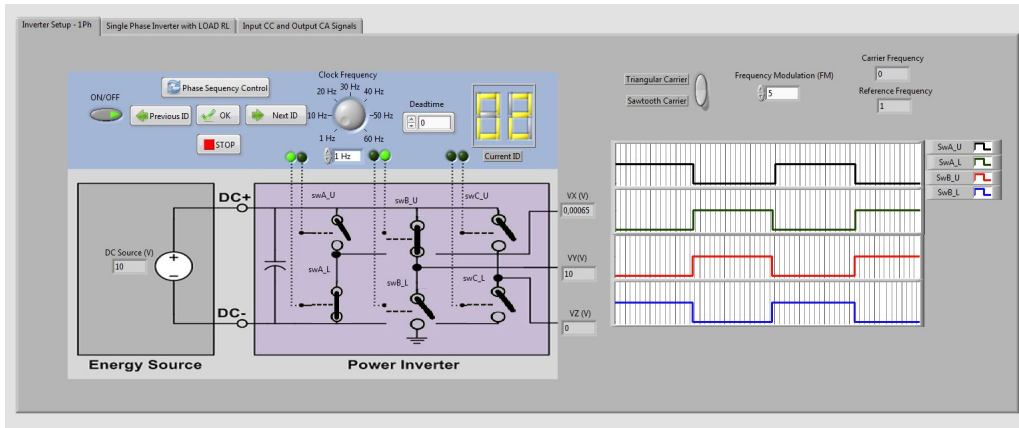 Inverter Setup - 1Ph
Single Phase Inverter with LOAD RL
Input CC and Output CA Signals
ON/OFF
Phase Sequency Control
Previous ID
OK
Next ID
STOP
Clock Frequency
20 Hz
30 Hz
40 Hz
10 Hz
50 Hz
1 Hz
60 Hz
1 Hz
Deadtime
0
Current ID
Triangular Carrier
Sawtooth Carrier
Frequency Modulation (FM)
5
Carrier Frequency
0
Reference Frequency
1
DC Source (V)
10
DC+
DC-
Energy Source
swA_U
swB_U
swC_U
swA_L
swB_L
swC_L
Power Inverter
VX (V)
0,00065
VY(V)
10
VZ (V)
0
SwA_U
SwA_L
SwB_U
SwB_L